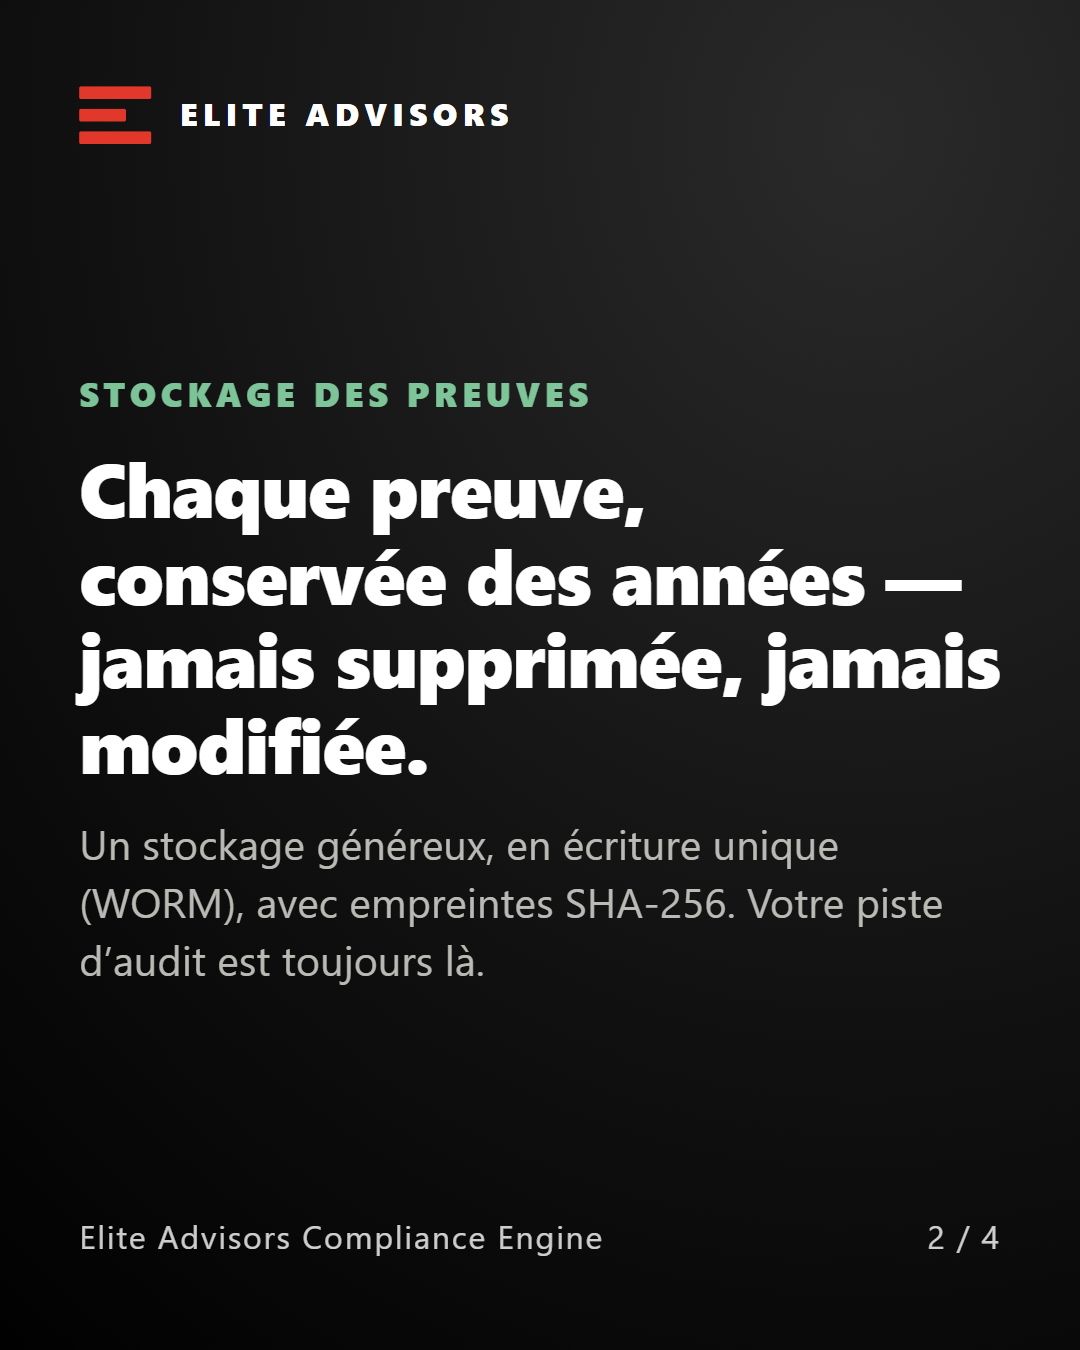 ELITE ADVISORS
STOCKAGE DES PREUVES
Chaque preuve,
conservée des années —
jamais supprimée, jamais
modifiée.
Un stockage généreux, en écriture unique
(WORM), avec empreintes SHA-256. Votre piste
d’audit est toujours là.
Elite Advisors Compliance Engine
2 / 4